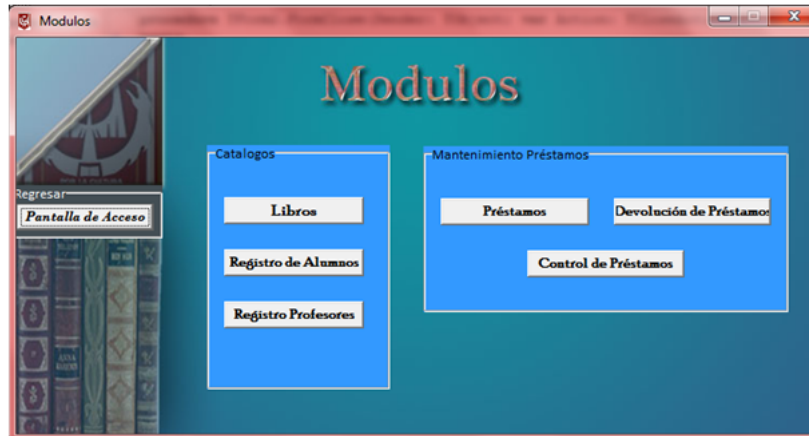 Modulos
Modulos
Regresar
Pantalla de Acceso
Catalogos
Libros
Registro de Alumnos
Registro Profesores
Mantenimiento Préstamos
Préstamos
Devolución de Préstamos
Control de Préstamos